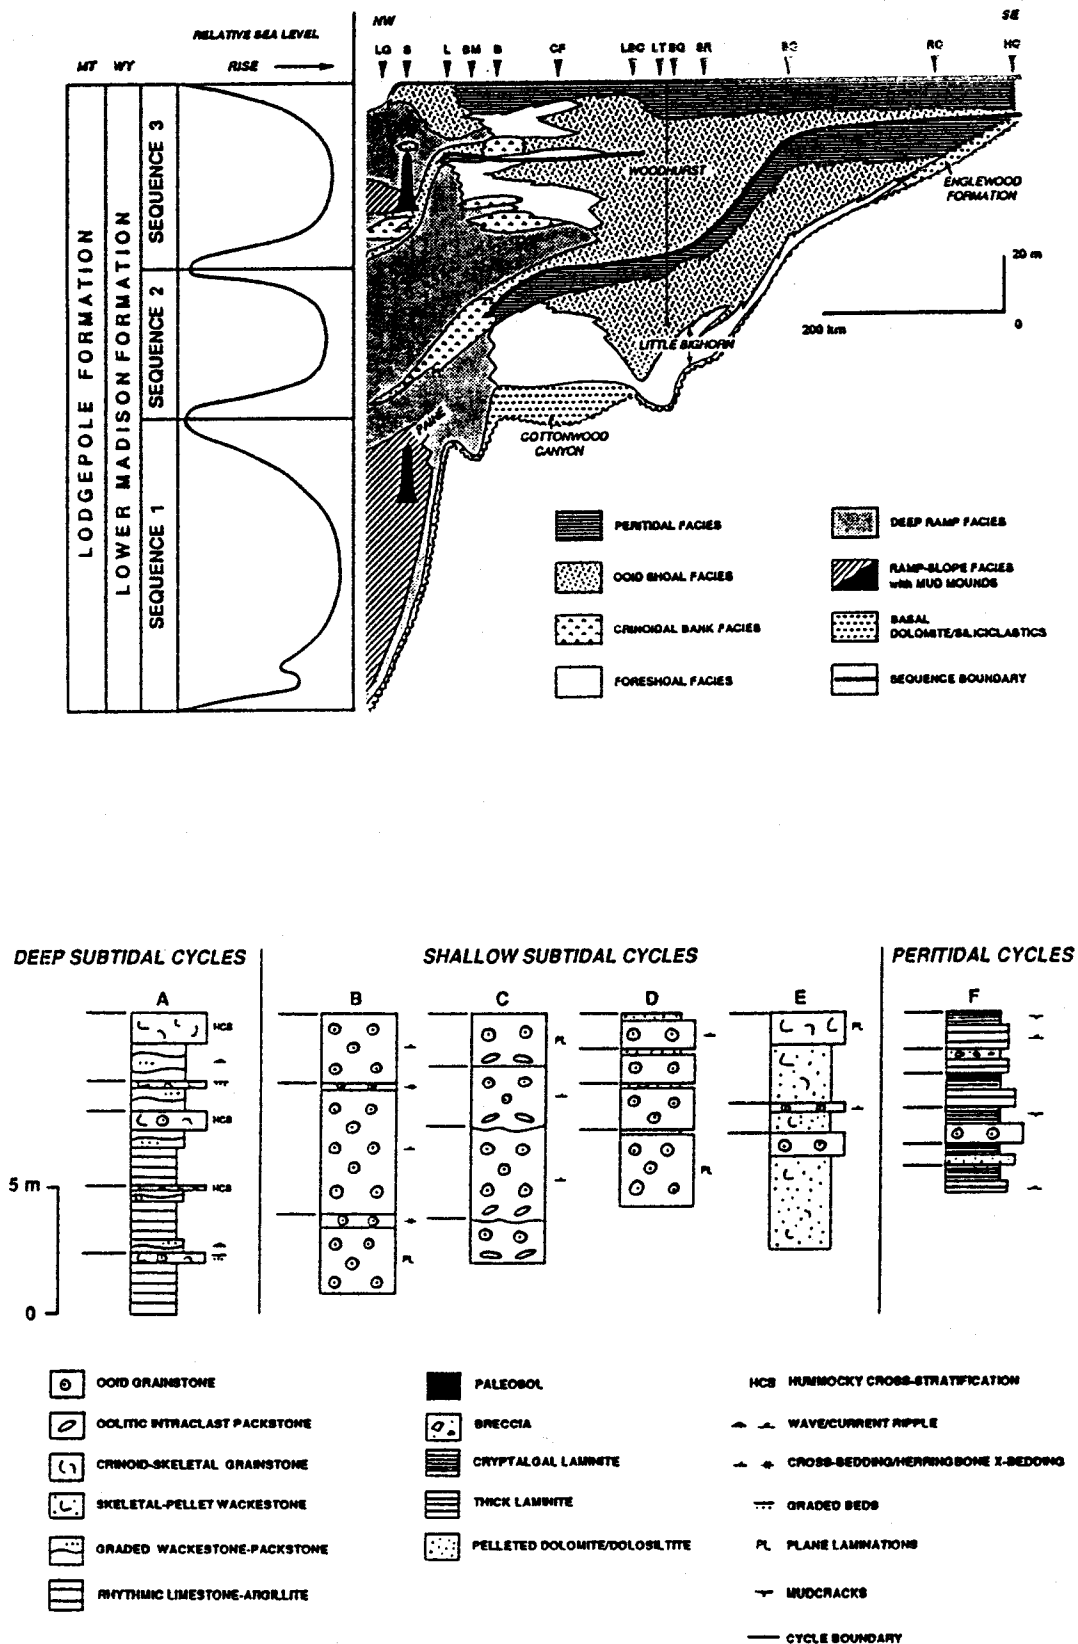 RELATIVE SEA LEVEL
MT WY RISE
NW SE
LG S L BM B CF LBC LT SG SR RC HC
LODGEPOLE FORMATION
LOWER MADISON FORMATION
SEQUENCE 3
SEQUENCE 2
SEQUENCE 1
WOODHURST
ENGLEWOOD
FORMATION
20 m
0
200 km
LITTLE BIGHORN
PAINE
COTTONWOOD
CANYON
PERITIDAL FACIES
OOID SHOAL FACIES
CRINOIDAL BANK FACIES
FORESHOAL FACIES
DEEP RAMP FACIES
RAMP-SLOPE FACIES
with MUD MOUNDS
BASAL
DOLOMITE/SILICICLASTICS
SEQUENCE BOUNDARY
DEEP SUBTIDAL CYCLES
SHALLOW SUBTIDAL CYCLES
PERITIDAL CYCLES
A B C D E F
HCS
HCS
HCS
PL
PL
PL
PL
5 m
0
OOID GRAINSTONE
OOLITIC INTRACLAST PACKSTONE
CRINOID-SKELETAL GRAINSTONE
SKELETAL-PELLET WACKESTONE
GRADED WACKESTONE-PACKSTONE
RHYTHMIC LIMESTONE-ARGILLITE
PALEOSOL
BRECCIA
CRYPTALGAL LAMINITE
THICK LAMINITE
PELLETED DOLOMITE/DOLOSILTITE
HCS HUMMOCKY CROSS-STRATIFICATION
WAVE/CURRENT RIPPLE
CROSS-BEDDING/HERRINGBONE X-BEDDING
GRADED BEDS
PL PLANE LAMINATIONS
MUDCRACKS
CYCLE BOUNDARY